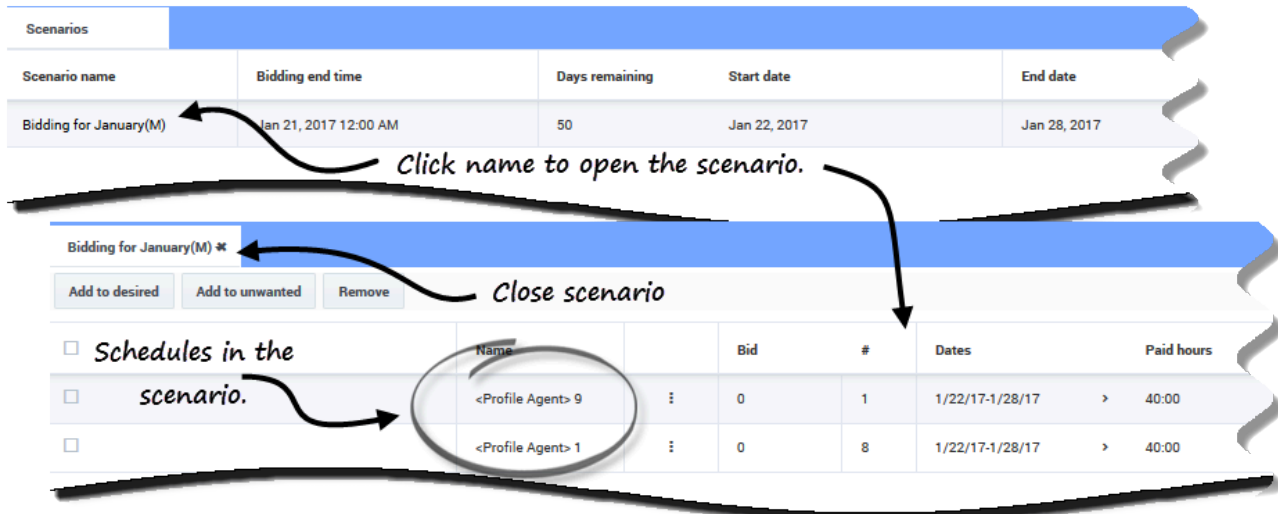 Scenarios
Scenario name Bidding end time Days remaining Start date End date
Bidding for January(M) Jan 21, 2017 12:00 AM 50 Jan 22, 2017 Jan 28, 2017
Click name to open the scenario.
Bidding for January(M) ✖
Add to desired Add to unwanted Remove
Close scenario
Name Bid # Dates Paid hours
Schedules in the
scenario.
<Profile Agent> 9 ⋮ 0 1 1/22/17-1/28/17 > 40:00
<Profile Agent> 1 ⋮ 0 8 1/22/17-1/28/17 > 40:00